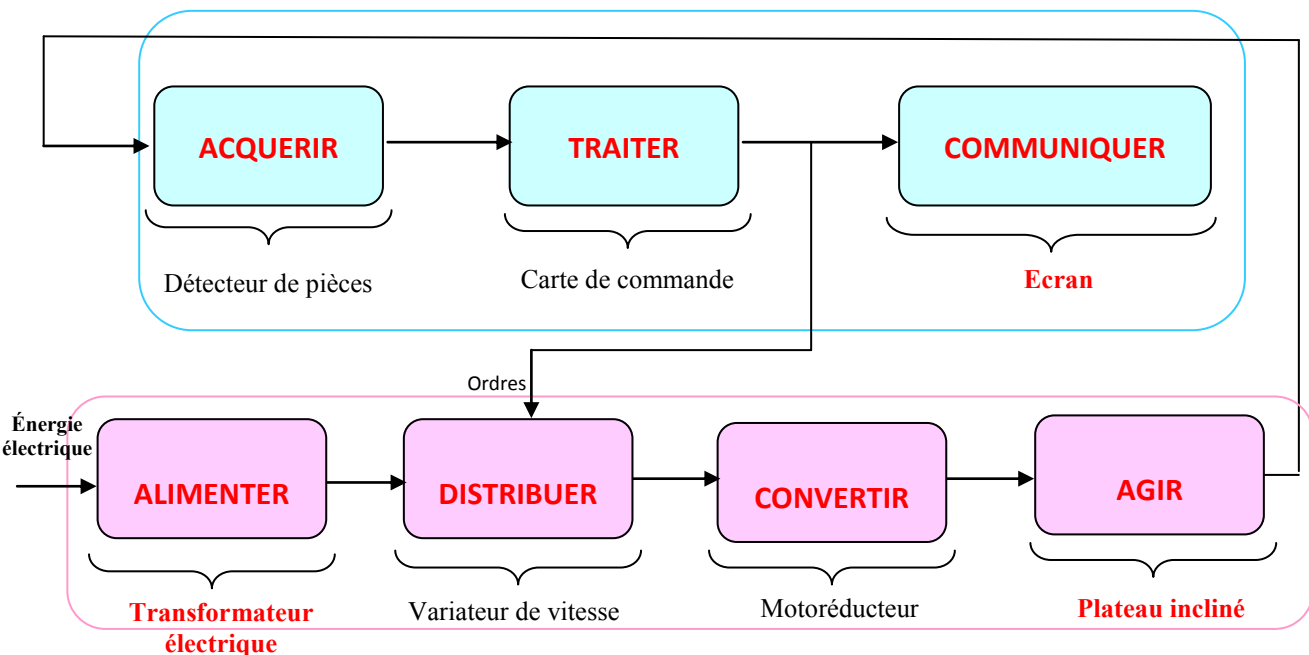 ACQUERIR
TRAITER
COMMUNIQUER
Détecteur de pièces
Carte de commande
Ecran
Ordres
Énergie
électrique
ALIMENTER
DISTRIBUER
CONVERTIR
AGIR
Transformateur
électrique
Variateur de vitesse
Motoréducteur
Plateau incliné